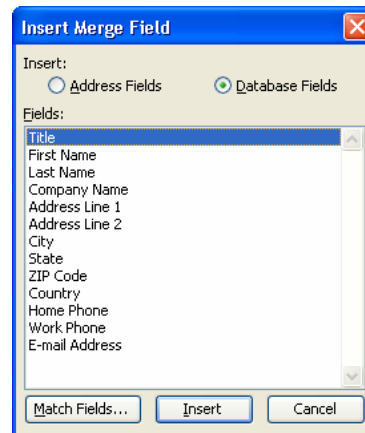 Insert Merge Field
Insert:
Address Fields Database Fields
Fields:
Title
First Name
Last Name
Company Name
Address Line 1
Address Line 2
City
State
ZIP Code
Country
Home Phone
Work Phone
E-mail Address
Match Fields... Insert Cancel